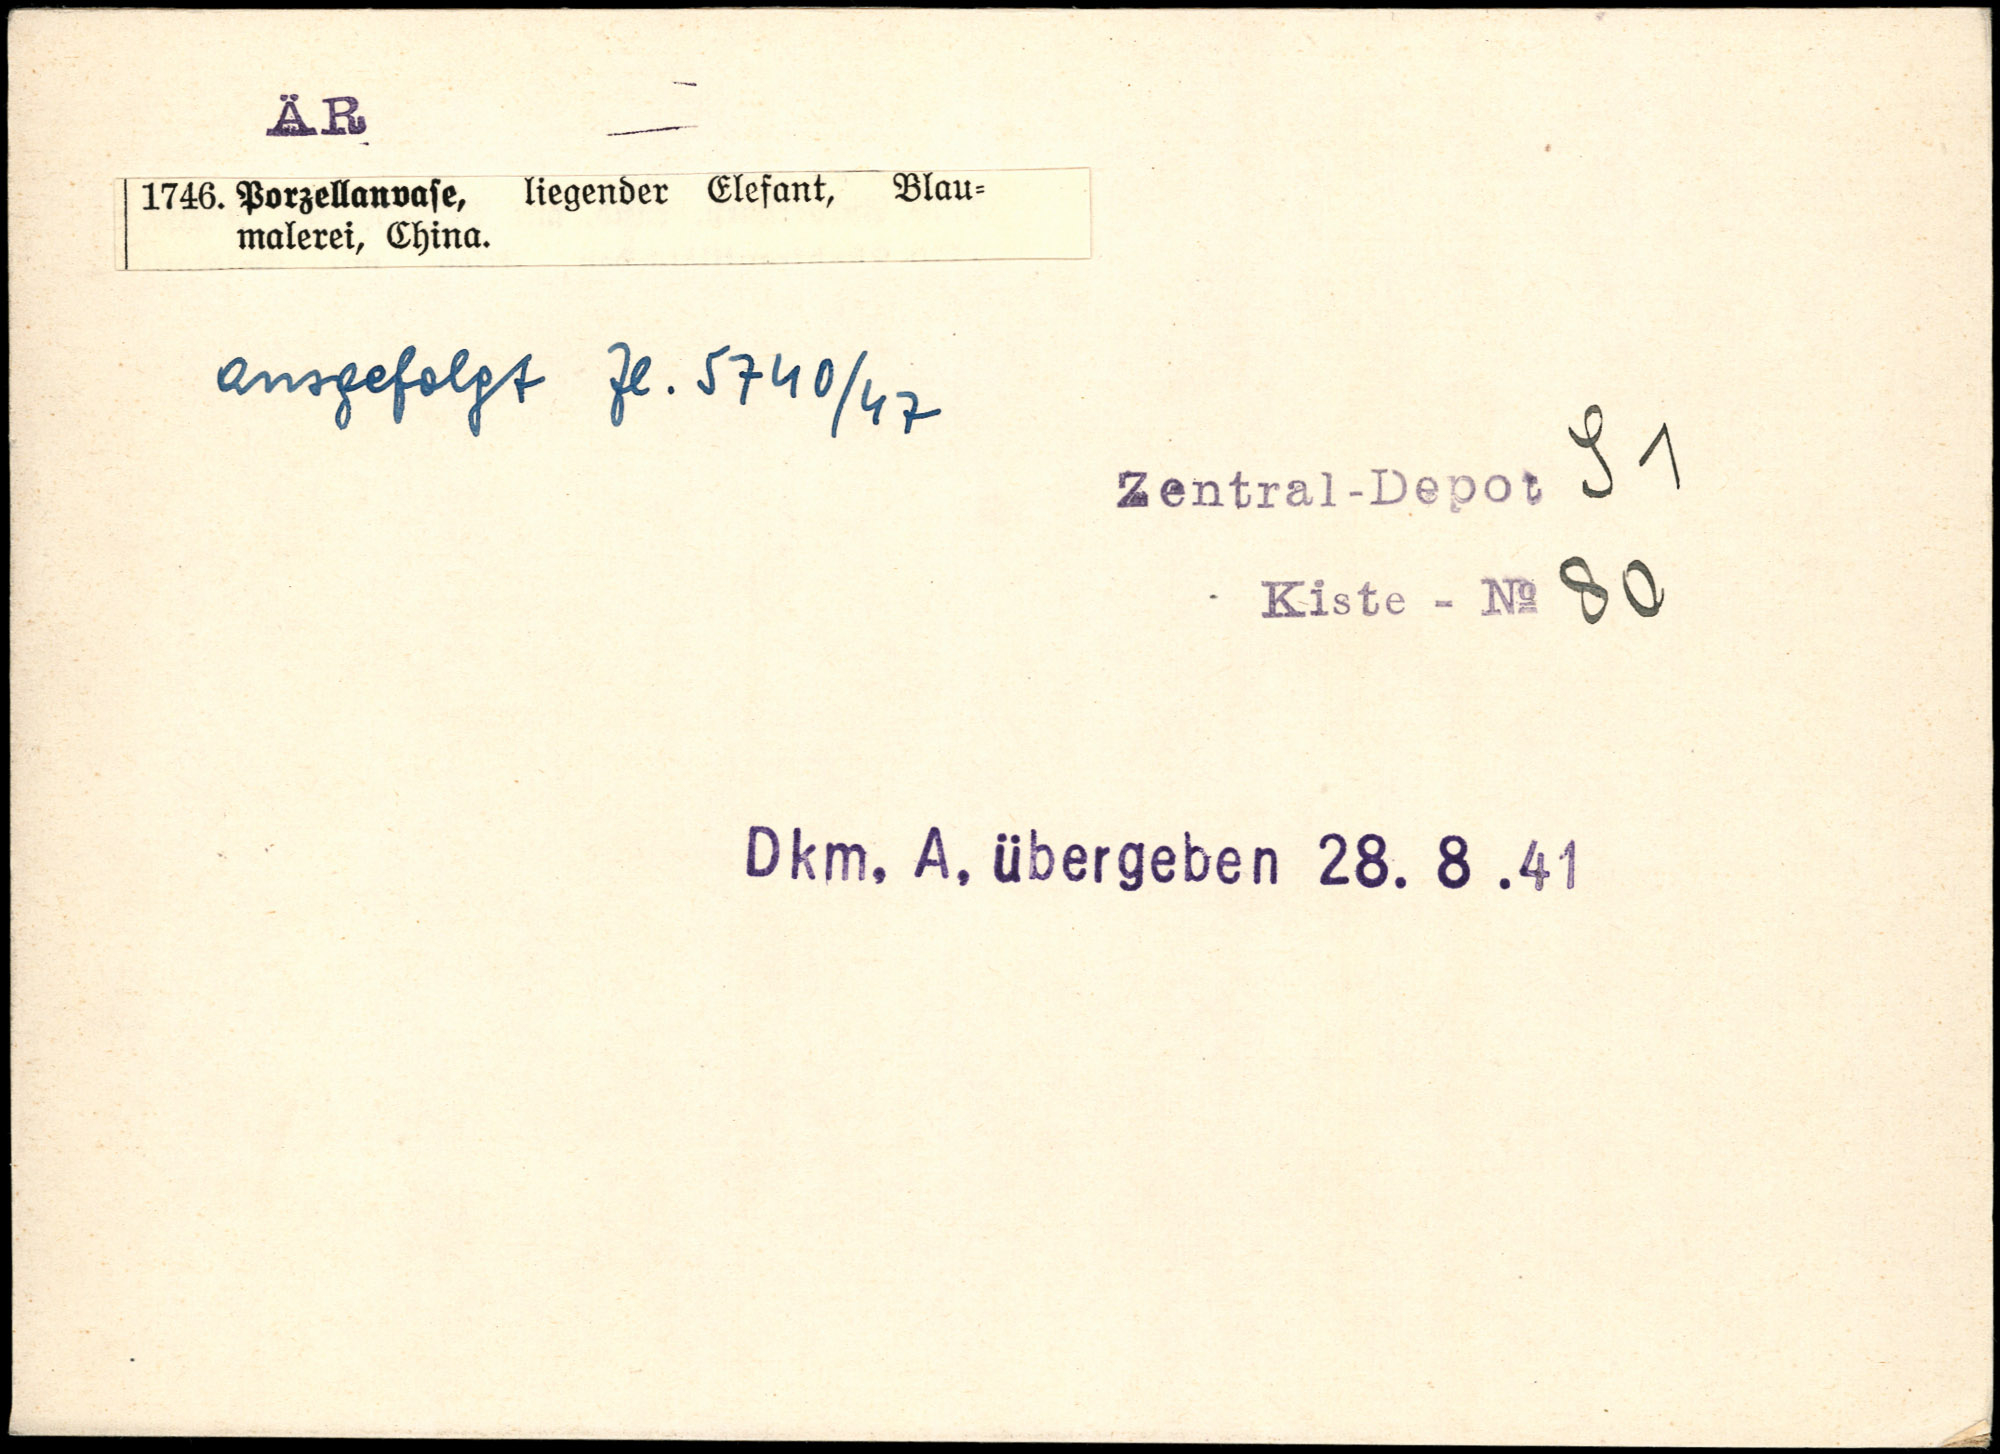 ÄR
1746. Porzellanvase, liegender Elefant, Blau=
malerei, China.
ausgefolgt Zl. 5740/47
Zentral-Depot S1
Kiste - Nº 80
Dkm. A. übergeben 28. 8 .41